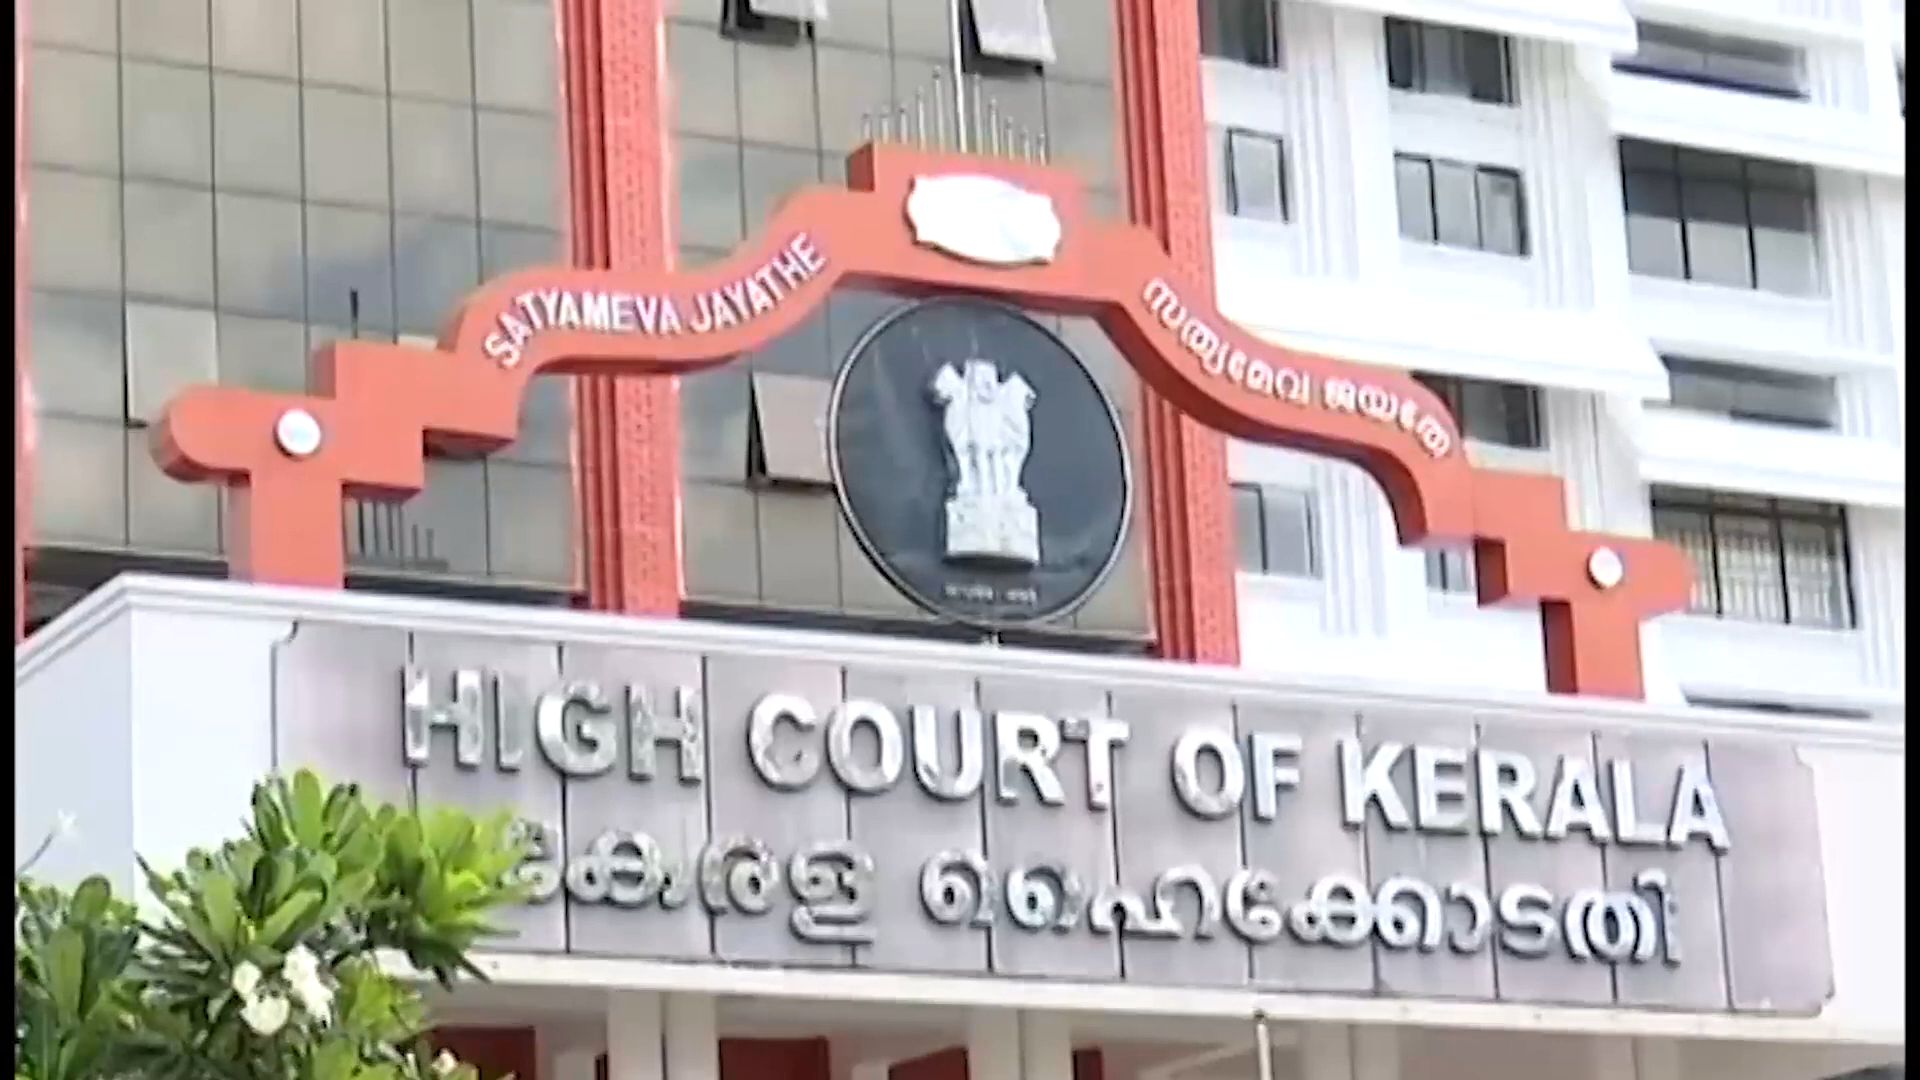 SATYAMEVA JAYATHE
സത്യമേവ ജയതേ
HIGH COURT OF KERALA
കേരള ഹൈക്കോടതി